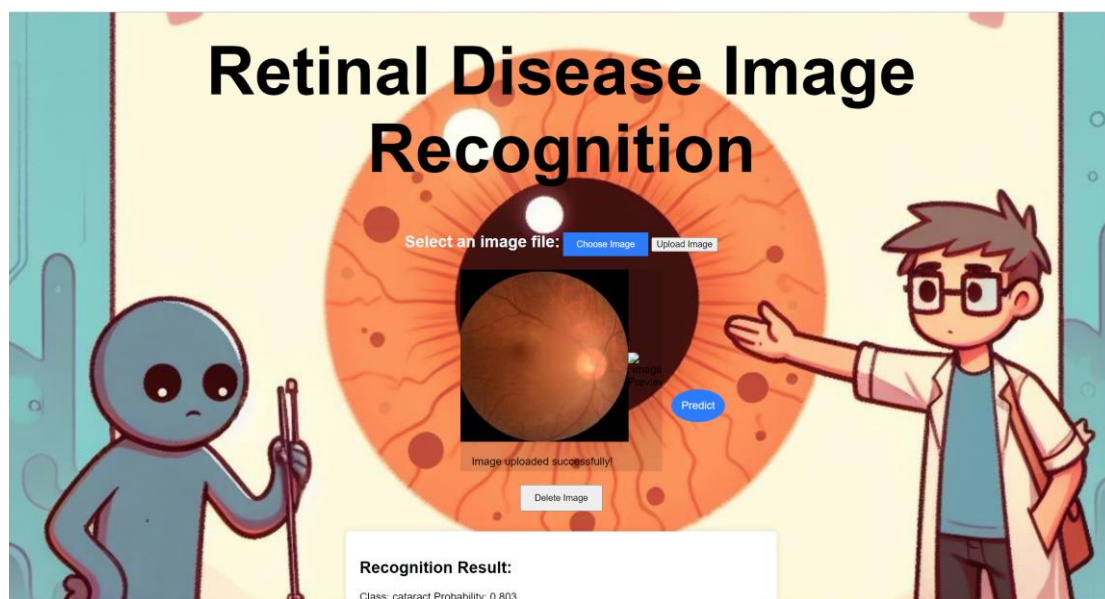 Retinal Disease Image
Recognition
Select an image file: Choose Image Upload Image
Image
Preview
Predict
Image uploaded successfully!
Delete Image
Recognition Result:
Class: cataract Probability: 0.803